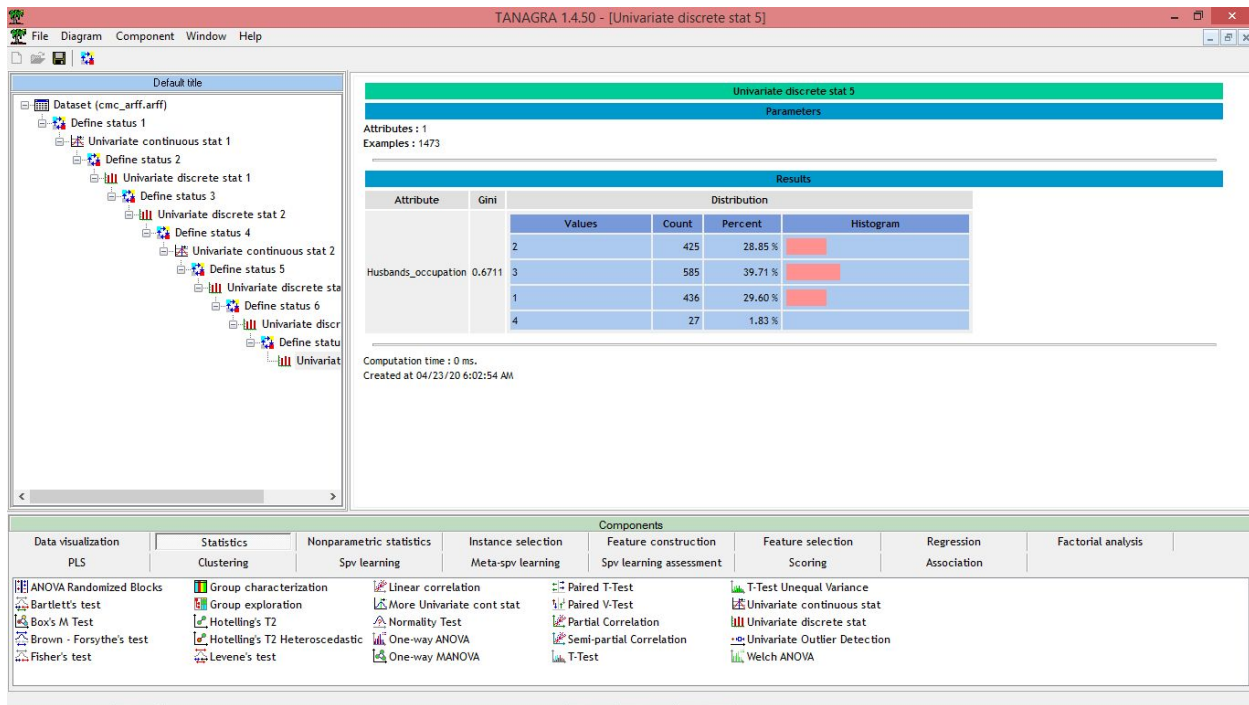 TANAGRA 1.4.50 - [Univariate discrete stat 5]
File Diagram Component Window Help
Default title
Dataset (cmc_arff.arff)
Define status 1
Univariate continuous stat 1
Define status 2
Univariate discrete stat 1
Define status 3
Univariate discrete stat 2
Define status 4
Univariate continuous stat 2
Define status 5
Univariate discrete sta
Define status 6
Univariate discr
Define statu
Univariat
Univariate discrete stat 5
Parameters
Attributes : 1
Examples : 1473
Results
Attribute Gini Distribution
Values Count Percent Histogram
Husbands_occupation 0.6711
2 425 28.85 %
3 585 39.71 %
1 436 29.60 %
4 27 1.83 %
Computation time : 0 ms.
Created at 04/23/20 6:02:54 AM
Components
Data visualization Statistics Nonparametric statistics Instance selection Feature construction Feature selection Regression Factorial analysis
PLS Clustering Spv learning Meta-spv learning Spv learning assessment Scoring Association
ANOVA Randomized Blocks Group characterization Linear correlation Paired T-Test T-Test Unequal Variance
Bartlett's test Group exploration More Univariate cont stat Paired V-Test Univariate continuous stat
Box's M Test Hotelling's T2 Normality Test Partial Correlation Univariate discrete stat
Brown - Forsythe's test Hotelling's T2 Heteroscedastic One-way ANOVA Semi-partial Correlation Univariate Outlier Detection
Fisher's test Levene's test One-way MANOVA T-Test Welch ANOVA